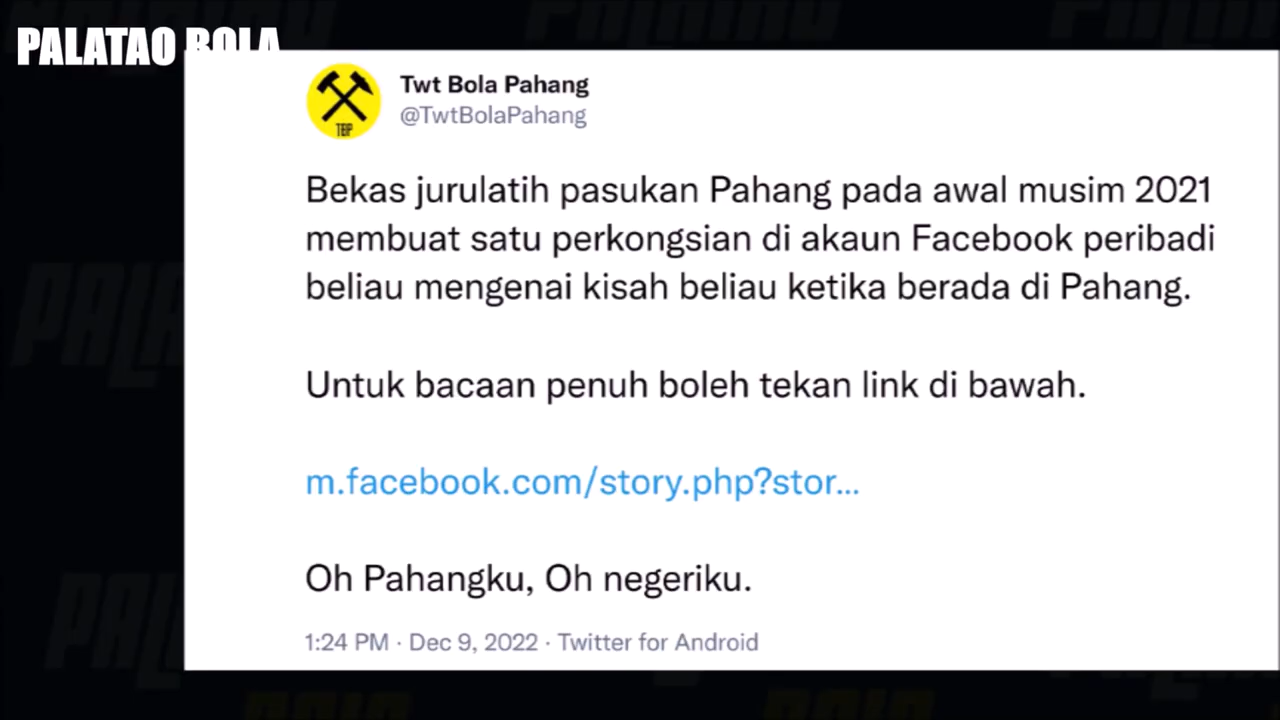 PALATAO BOLA
Twt Bola Pahang
@TwtBolaPahang
TBP
Bekas jurulatih pasukan Pahang pada awal musim 2021
membuat satu perkongsian di akaun Facebook peribadi
beliau mengenai kisah beliau ketika berada di Pahang.
Untuk bacaan penuh boleh tekan link di bawah.
m.facebook.com/story.php?stor...
Oh Pahangku, Oh negeriku.
1:24 PM · Dec 9, 2022 · Twitter for Android